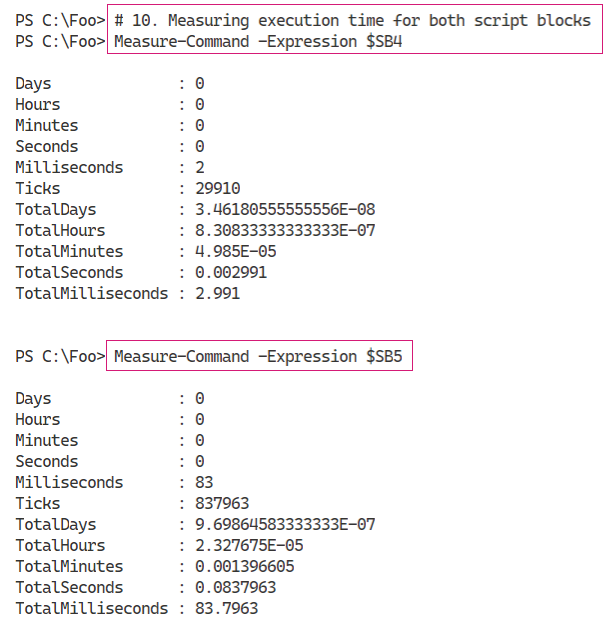 PS C:\Foo> # 10. Measuring execution time for both script blocks
PS C:\Foo> Measure-Command -Expression $SB4
Days : 0
Hours : 0
Minutes : 0
Seconds : 0
Milliseconds : 2
Ticks : 29910
TotalDays : 3.46180555555556E-08
TotalHours : 8.30833333333333E-07
TotalMinutes : 4.985E-05
TotalSeconds : 0.002991
TotalMilliseconds : 2.991
PS C:\Foo> Measure-Command -Expression $SB5
Days : 0
Hours : 0
Minutes : 0
Seconds : 0
Milliseconds : 83
Ticks : 837963
TotalDays : 9.69864583333333E-07
TotalHours : 2.327675E-05
TotalMinutes : 0.001396605
TotalSeconds : 0.0837963
TotalMilliseconds : 83.7963